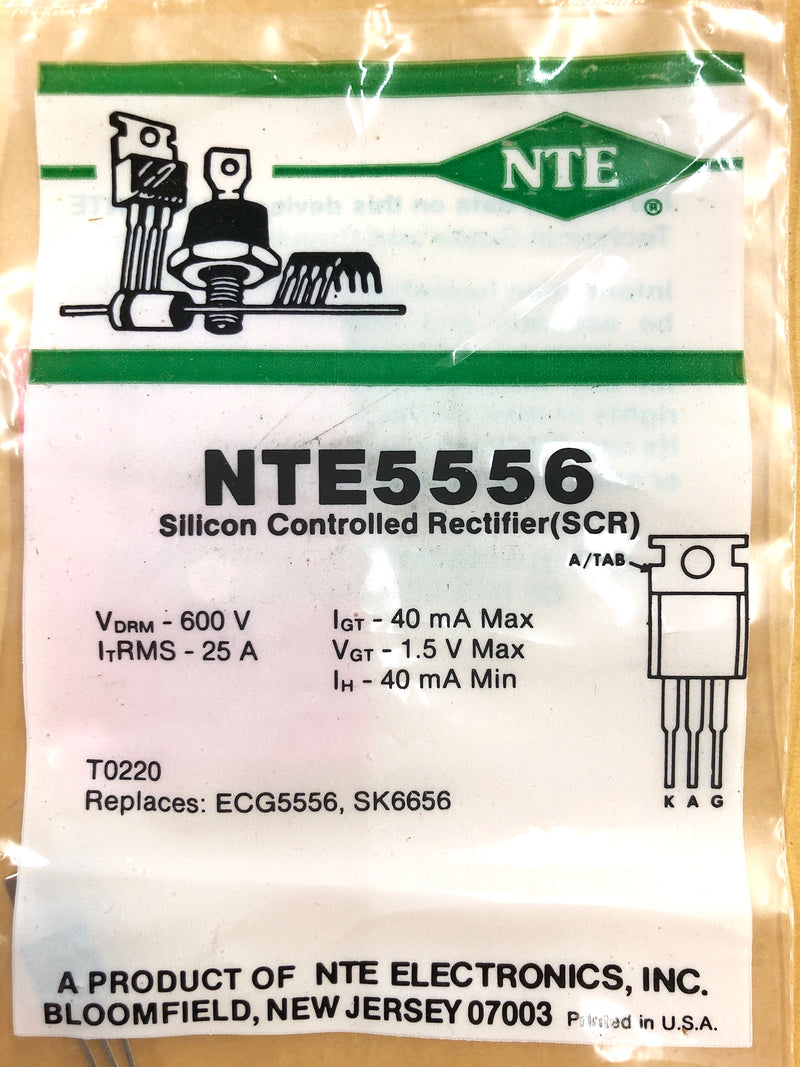 NTE
®
NTE5556
Silicon Controlled Rectifier(SCR)
A/TAB
VDRM - 600 V
ITRMS - 25 A
IGT - 40 mA Max
VGT - 1.5 V Max
IH - 40 mA Min
T0220
Replaces: ECG5556, SK6656
K A G
A PRODUCT OF NTE ELECTRONICS, INC.
BLOOMFIELD, NEW JERSEY 07003 Printed in U.S.A.